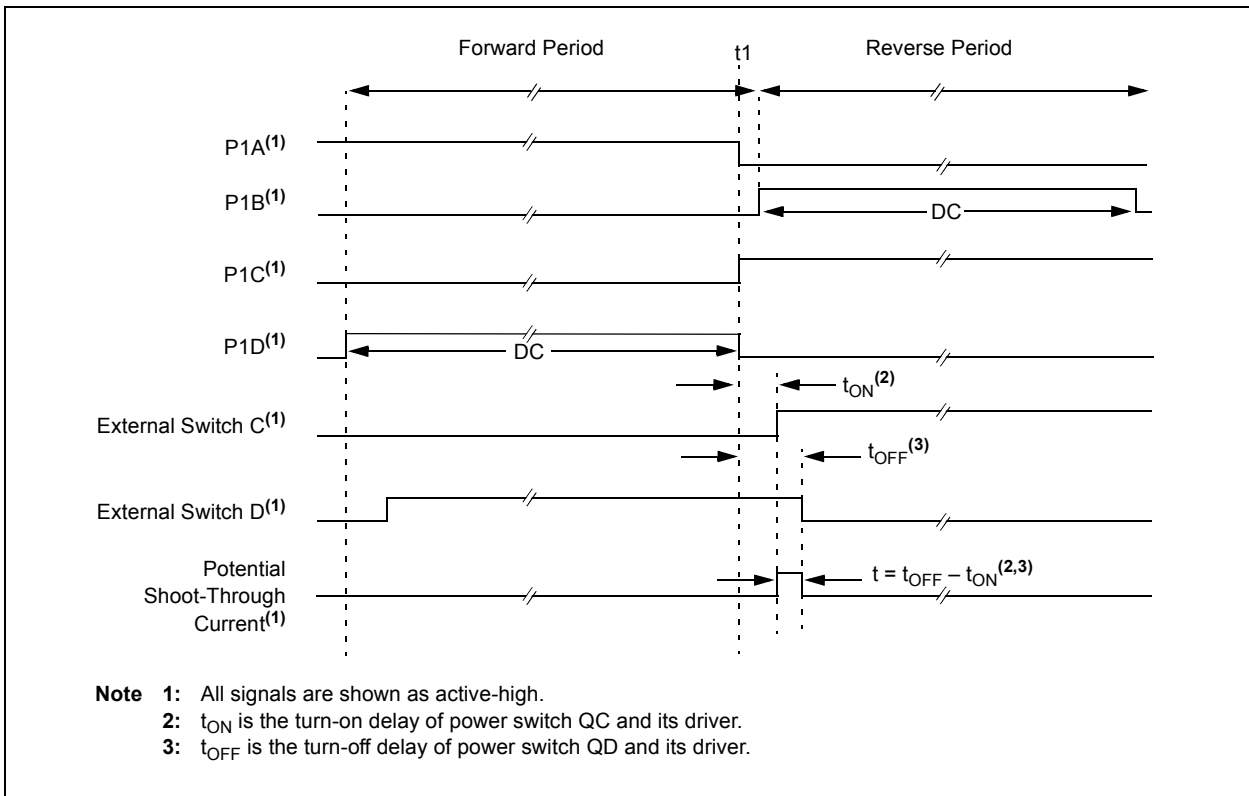 Forward Period
t1
Reverse Period
P1A(1)
P1B(1)
DC
P1C(1)
P1D(1)
DC
tON(2)
External Switch C(1)
tOFF(3)
External Switch D(1)
Potential
Shoot-Through
Current(1)
t = tOFF – tON(2,3)
Note 1: All signals are shown as active-high.
2: tON is the turn-on delay of power switch QC and its driver.
3: tOFF is the turn-off delay of power switch QD and its driver.